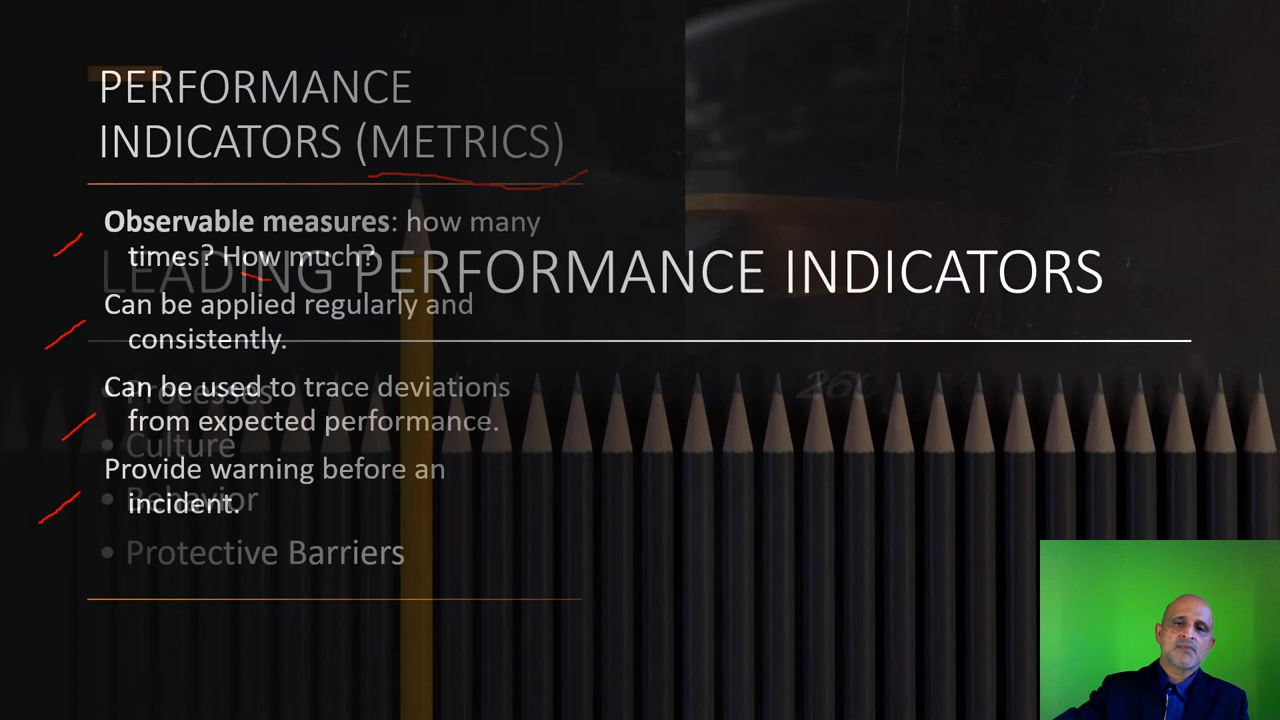 PERFORMANCE
INDICATORS (METRICS)
Observable measures: how many
times? How much?
Can be applied regularly and
consistently.
Can be used to trace deviations
from expected performance.
Provide warning before an
incident.
LEADING PERFORMANCE INDICATORS
• Processes
• Culture
• Behavior
• Protective Barriers